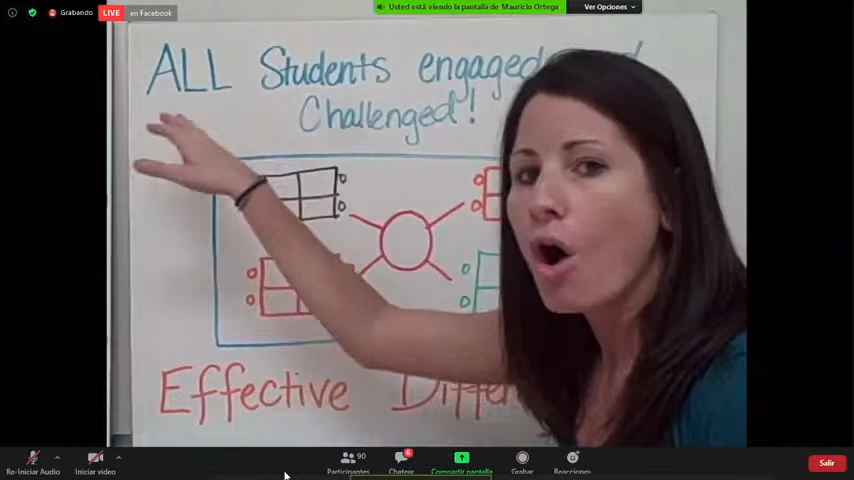 Grabando LIVE en Facebook
Usted está viendo la pantalla de Mauricio Ortega Ver Opciones
ALL Students engaged
Challenged!
Effective
Re-Iniciar Audio Iniciar video Participantes 90 Chatear 6 Compartir pantalla Grabar Reacciones Salir